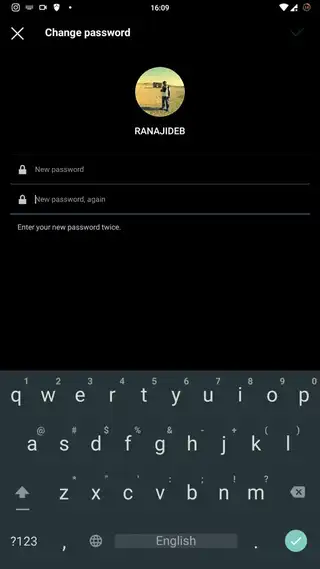 16:09
Change password
RANAJIDEB
New password
New password, again
Enter your new password twice.
1 2 3 4 5 6 7 8 9 0
q w e r t y u i o p
@ # $ % & - + ( )
a s d f g h j k l
* " ' : ; ! ?
z x c v b n m
?123 , English .